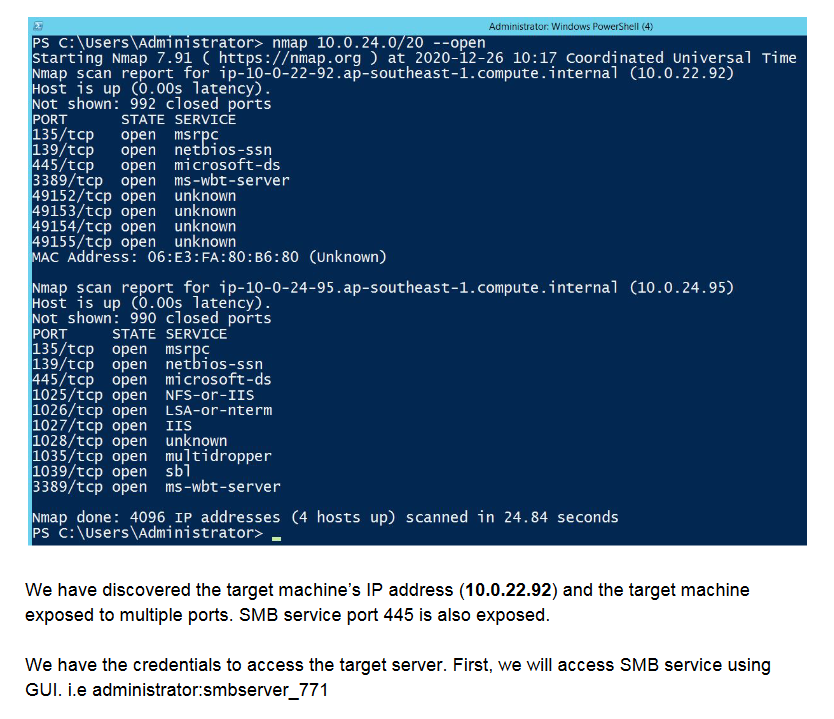 Administrator: Windows PowerShell (4)
PS C:\Users\Administrator> nmap 10.0.24.0/20 --open
Starting Nmap 7.91 ( https://nmap.org ) at 2020-12-26 10:17 Coordinated Universal Time
Nmap scan report for ip-10-0-22-92.ap-southeast-1.compute.internal (10.0.22.92)
Host is up (0.00s latency).
Not shown: 992 closed ports
PORT      STATE SERVICE
135/tcp   open  msrpc
139/tcp   open  netbios-ssn
445/tcp   open  microsoft-ds
3389/tcp  open  ms-wbt-server
49152/tcp open  unknown
49153/tcp open  unknown
49154/tcp open  unknown
49155/tcp open  unknown
MAC Address: 06:E3:FA:80:B6:80 (Unknown)
Nmap scan report for ip-10-0-24-95.ap-southeast-1.compute.internal (10.0.24.95)
Host is up (0.00s latency).
Not shown: 990 closed ports
PORT     STATE SERVICE
135/tcp  open  msrpc
139/tcp  open  netbios-ssn
445/tcp  open  microsoft-ds
1025/tcp open  NFS-or-IIS
1026/tcp open  LSA-or-nterm
1027/tcp open  IIS
1028/tcp open  unknown
1035/tcp open  multidropper
1039/tcp open  sbl
3389/tcp open  ms-wbt-server
Nmap done: 4096 IP addresses (4 hosts up) scanned in 24.84 seconds
PS C:\Users\Administrator>
We have discovered the target machine’s IP address (10.0.22.92) and the target machine
exposed to multiple ports. SMB service port 445 is also exposed.
We have the credentials to access the target server. First, we will access SMB service using
GUI. i.e administrator:smbserver_771